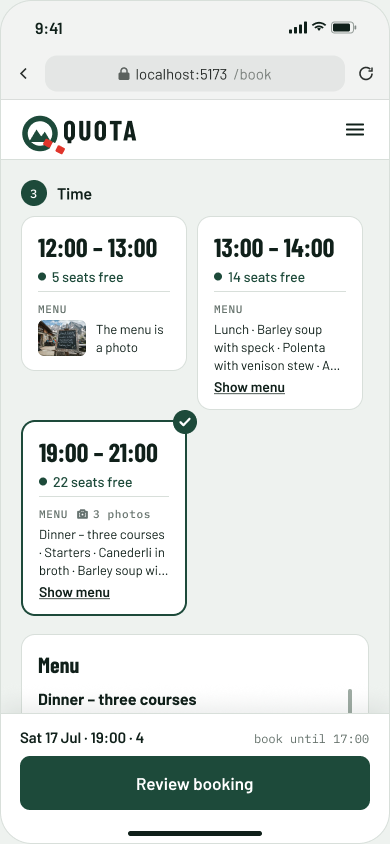 9:41
localhost:5173/book
QUOTA
3 Time
12:00 – 13:00
5 seats free
MENU
The menu is
a photo
13:00 – 14:00
14 seats free
MENU
Lunch · Barley soup
with speck · Polenta
with venison stew · A...
Show menu
19:00 – 21:00
22 seats free
MENU 3 photos
Dinner – three courses
· Starters · Canederli in
broth · Barley soup wi...
Show menu
Menu
Dinner – three courses
Sat 17 Jul · 19:00 · 4
book until 17:00
Review booking